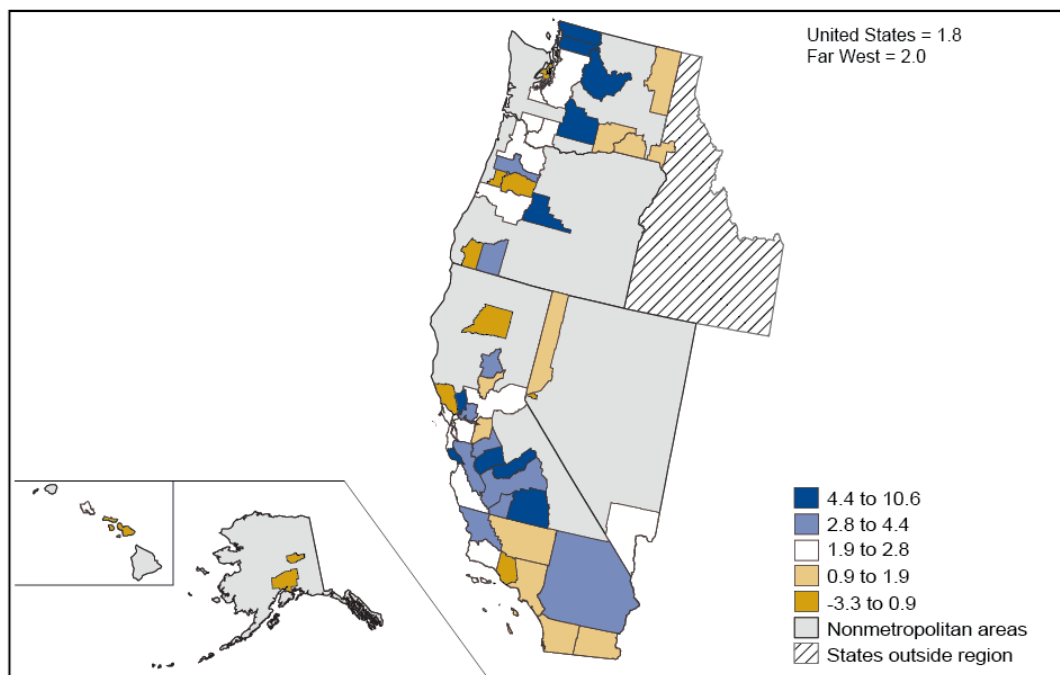 United States = 1.8
Far West = 2.0
4.4 to 10.6
2.8 to 4.4
1.9 to 2.8
0.9 to 1.9
-3.3 to 0.9
Nonmetropolitan areas
States outside region